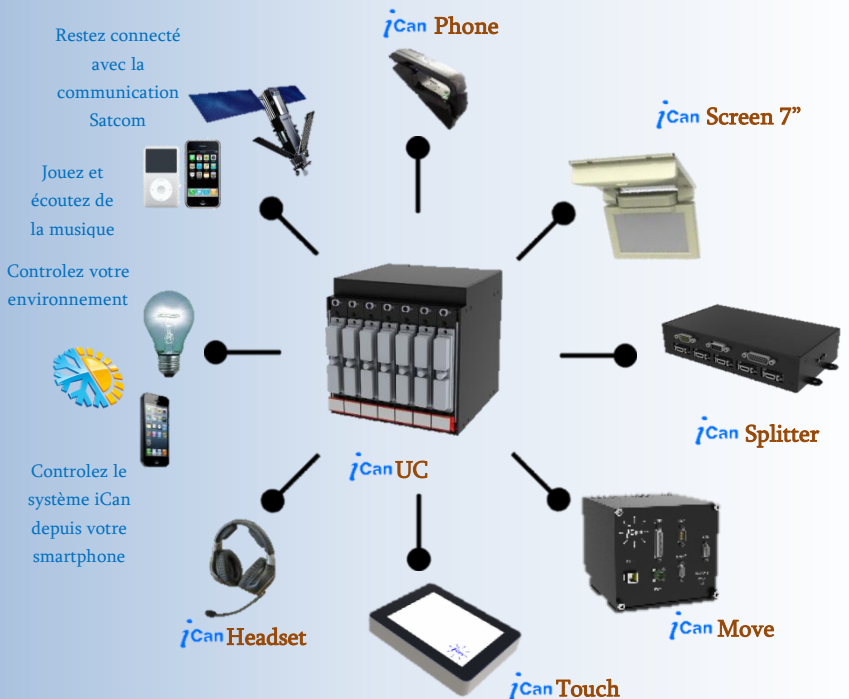 iCan Phone
Restez connecté
avec la
communication
Satcom
iCan Screen 7”
Jouez et
écoutez de
la musique
Controlez votre
environnement
iCan Splitter
iCan UC
Controlez le
système iCan
depuis votre
smartphone
iCan Headset
iCan Move
iCan Touch